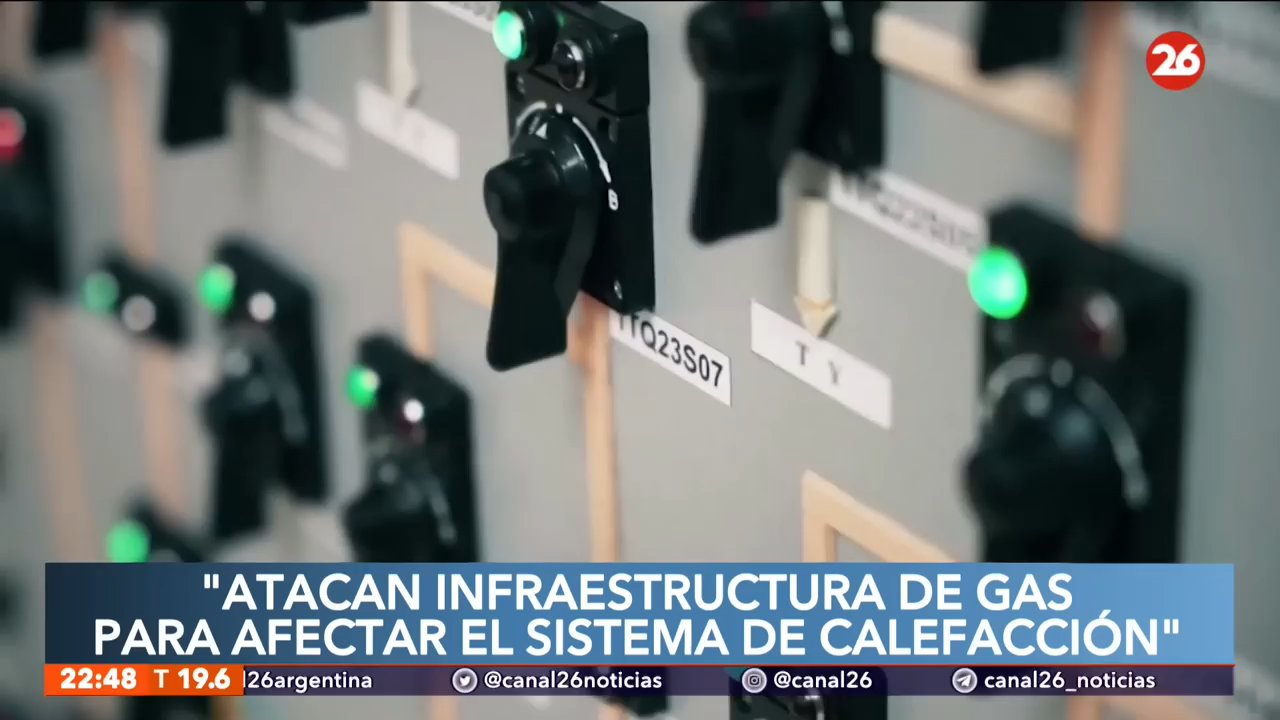 26
B
TTQ23S07
T Y
"ATACAN INFRAESTRUCTURA DE GAS
PARA AFECTAR EL SISTEMA DE CALEFACCIÓN"
22:48 T 19.6 l26argentina @canal26noticias @canal26 canal26_noticias